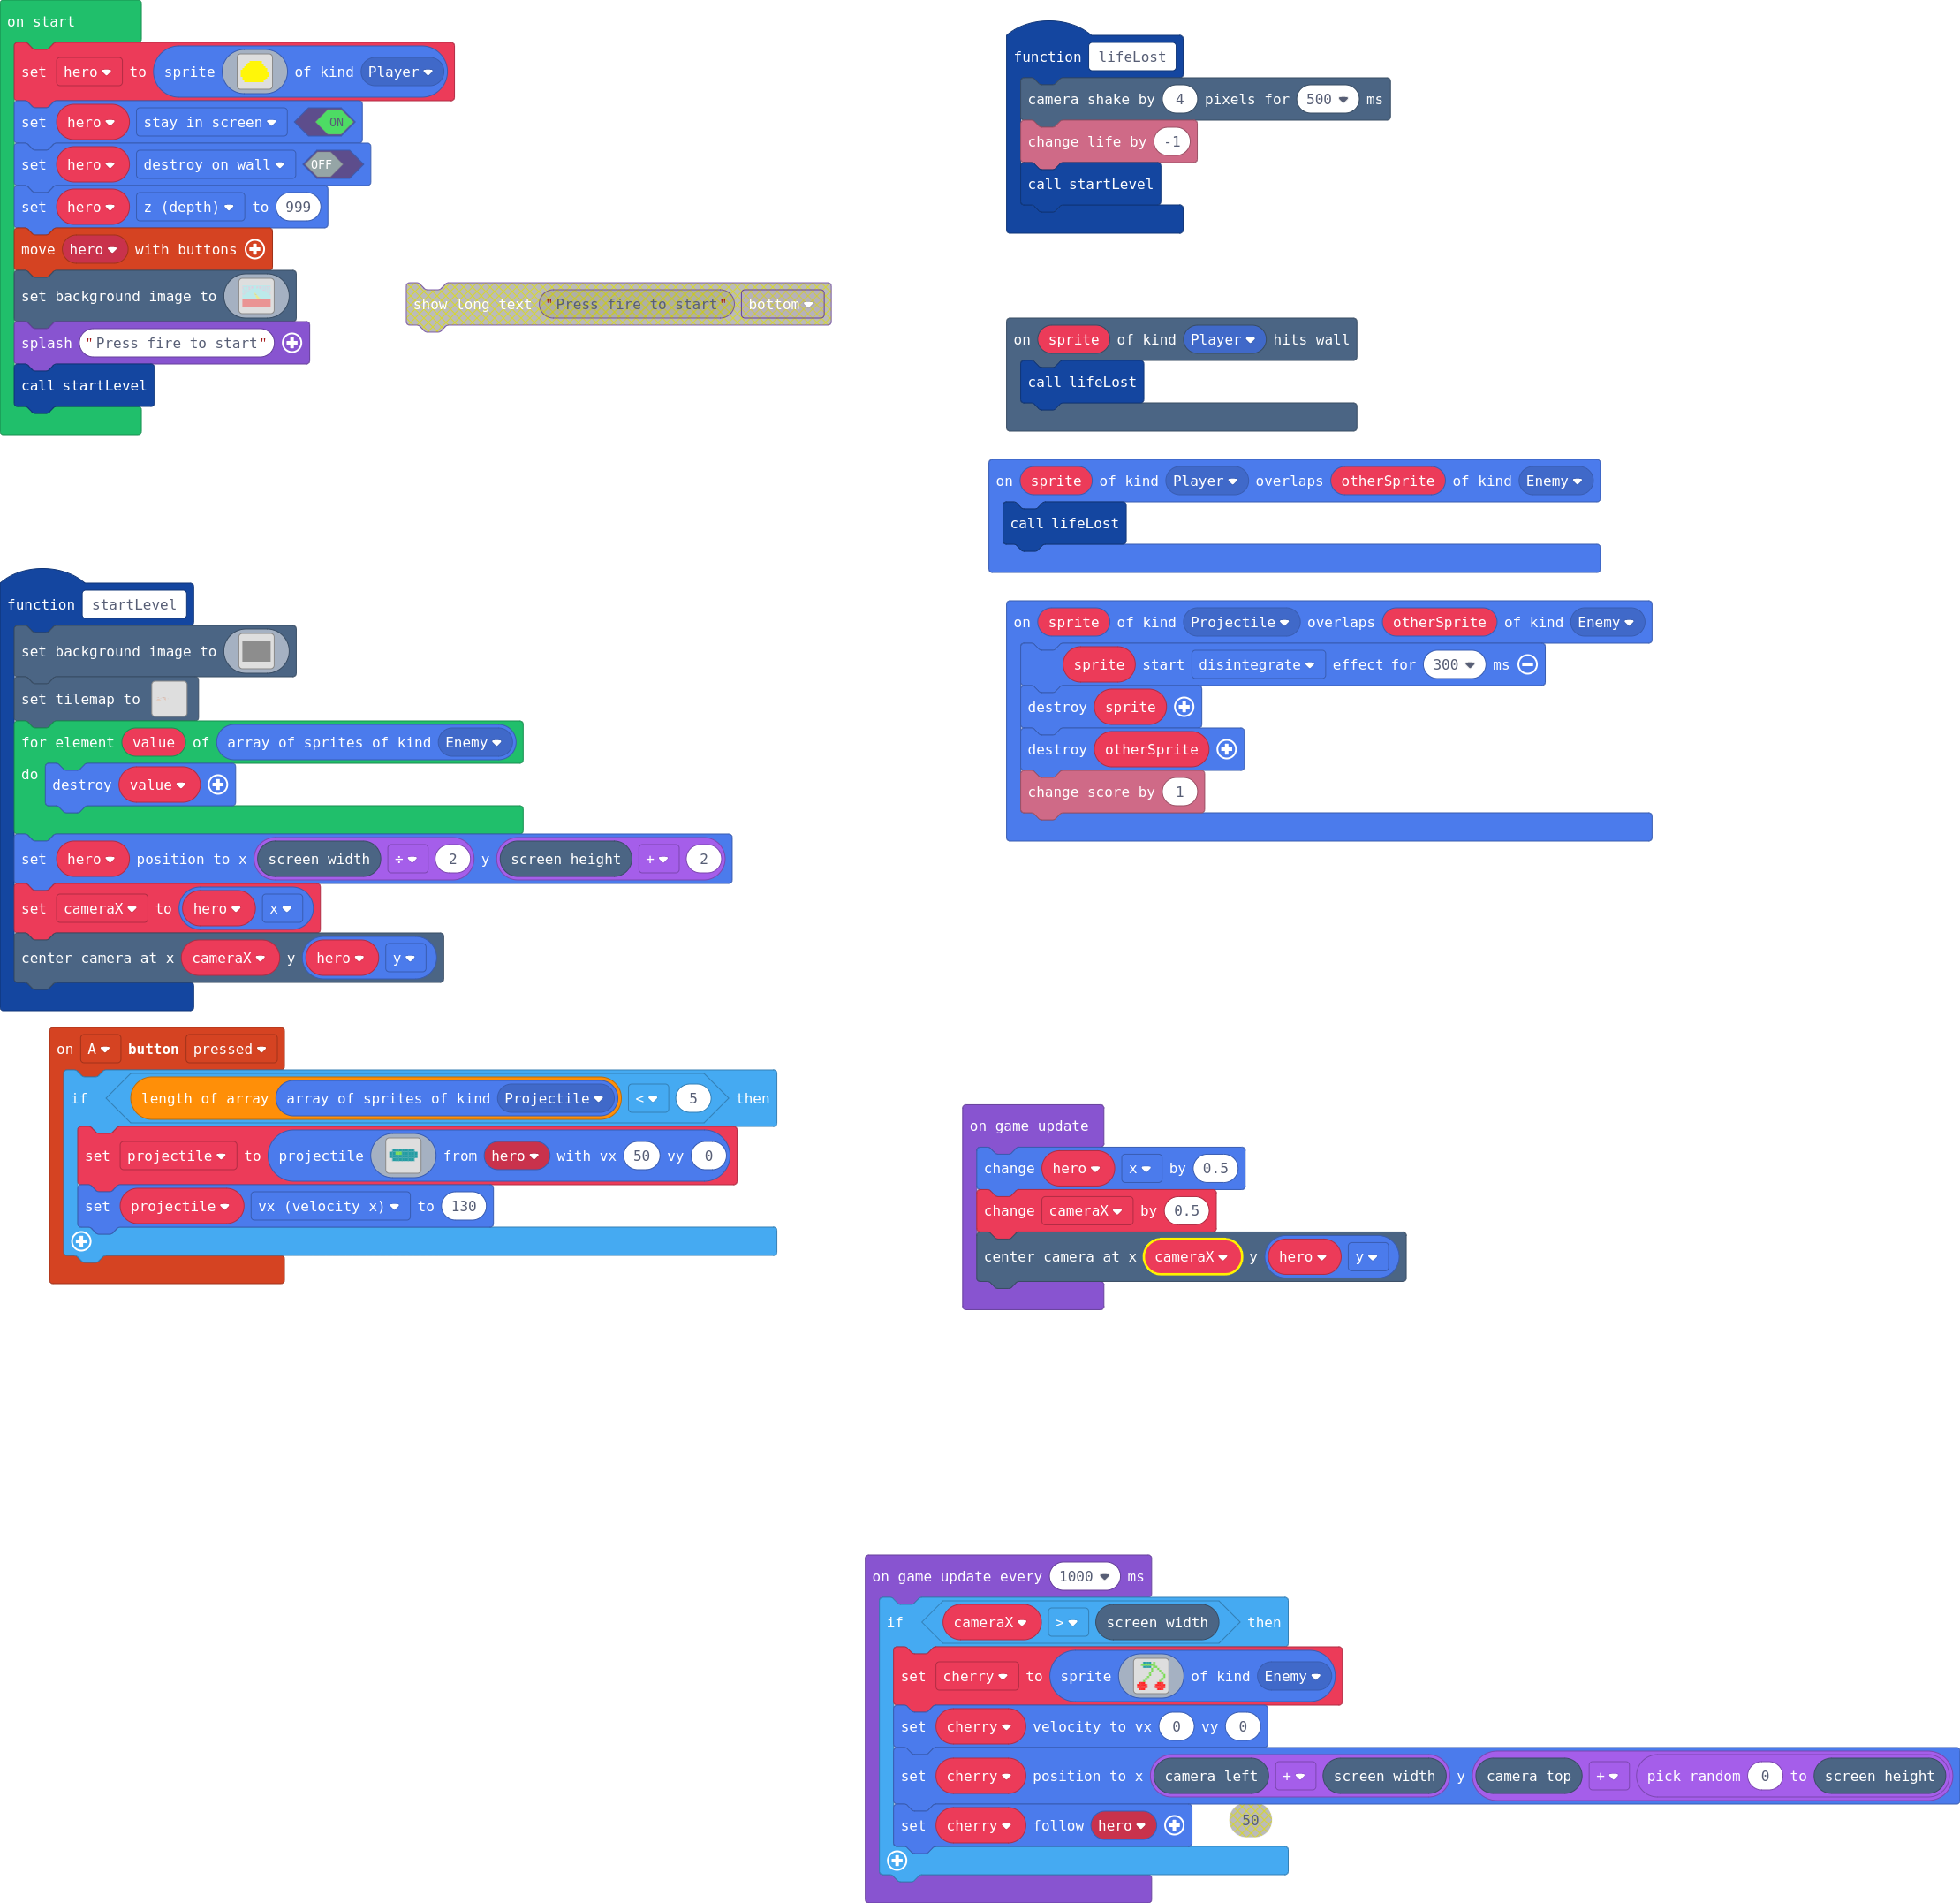 on start
set hero to sprite of kind Player
set hero stay in screen ON
set hero destroy on wall OFF
set hero z (depth) to 999
move hero with buttons
set background image to
splash "Press fire to start"
call startLevel
show long text "Press fire to start" bottom
function lifeLost
camera shake by 4 pixels for 500 ms
change life by -1
call startLevel
on sprite of kind Player hits wall
call lifeLost
on sprite of kind Player overlaps otherSprite of kind Enemy
call lifeLost
on sprite of kind Projectile overlaps otherSprite of kind Enemy
sprite start disintegrate effect for 300 ms
destroy sprite
destroy otherSprite
change score by 1
function startLevel
set background image to
set tilemap to
for element value of array of sprites of kind Enemy
do destroy value
set hero position to x screen width ÷ 2 y screen height + 2
set cameraX to hero x
center camera at x cameraX y hero y
on A button pressed
if length of array array of sprites of kind Projectile < 5 then
set projectile to projectile from hero with vx 50 vy 0
set projectile vx (velocity x) to 130
on game update
change hero x by 0.5
change cameraX by 0.5
center camera at x cameraX y hero y
on game update every 1000 ms
if cameraX > screen width then
set cherry to sprite of kind Enemy
set cherry velocity to vx 0 vy 0
set cherry position to x camera left + screen width y camera top + pick random 0 to screen height
set cherry follow hero 50